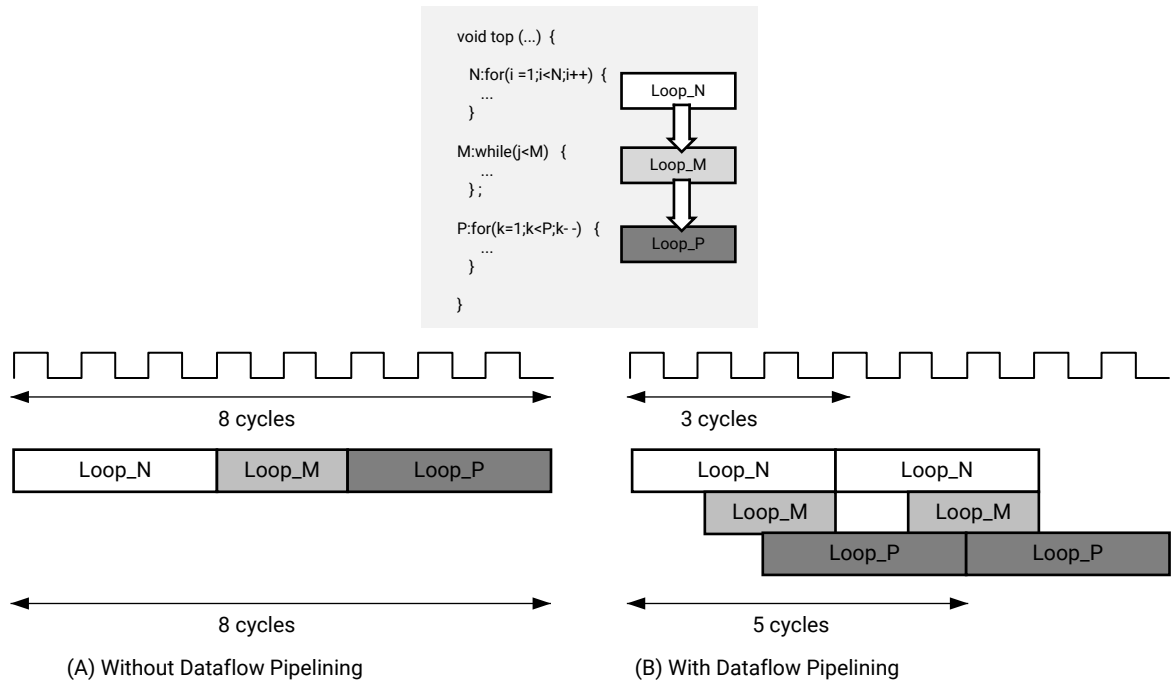 void top (...) {
N:for(i =1;i<N;i++) {
...
}
M:while(j<M) {
...
} ;
P:for(k=1;k<P;k- -) {
...
}
}
Loop_N
Loop_M
Loop_P
8 cycles
Loop_N Loop_M Loop_P
8 cycles
(A) Without Dataflow Pipelining
3 cycles
Loop_N Loop_N
Loop_M Loop_M
Loop_P Loop_P
5 cycles
(B) With Dataflow Pipelining